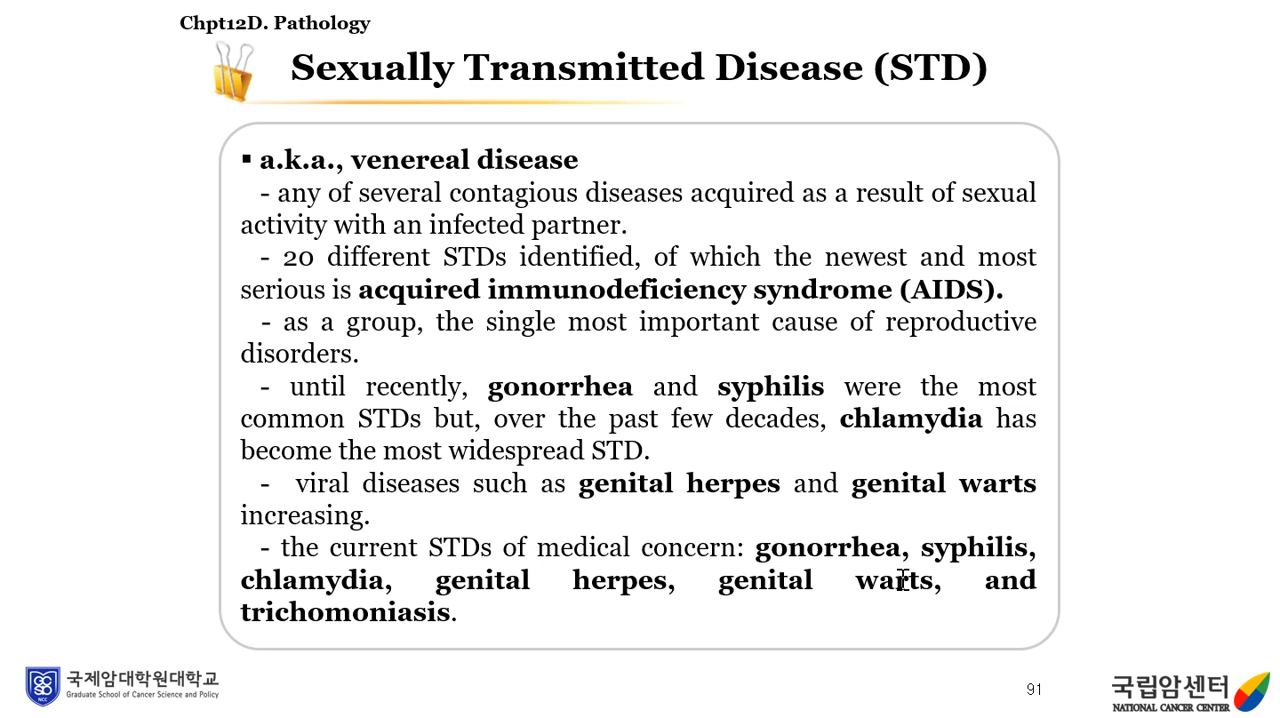 Chpt12D. Pathology
Sexually Transmitted Disease (STD)
▪ a.k.a., venereal disease
- any of several contagious diseases acquired as a result of sexual
activity with an infected partner.
- 20 different STDs identified, of which the newest and most
serious is acquired immunodeficiency syndrome (AIDS).
- as a group, the single most important cause of reproductive
disorders.
- until recently, gonorrhea and syphilis were the most
common STDs but, over the past few decades, chlamydia has
become the most widespread STD.
- viral diseases such as genital herpes and genital warts
increasing.
- the current STDs of medical concern: gonorrhea, syphilis,
chlamydia, genital herpes, genital warts, and
trichomoniasis.
NCC
국제암대학원대학교
Graduate School of Cancer Science and Policy
91
국립암센터
NATIONAL CANCER CENTER